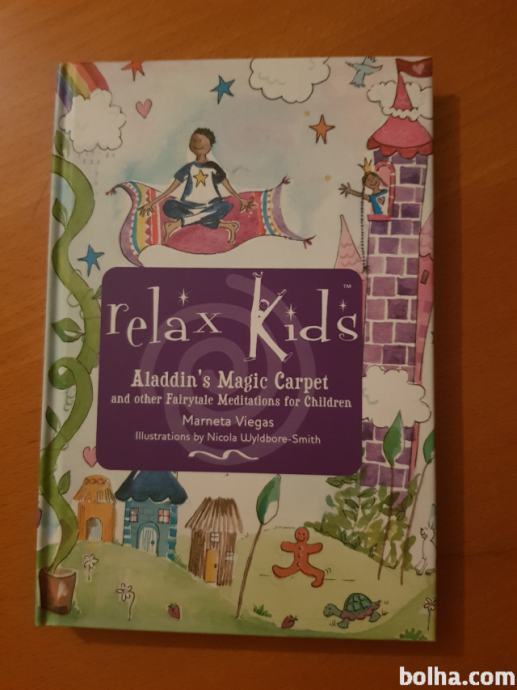 relax Kids™
Aladdin's Magic Carpet
and other Fairytale Meditations for Children
Marneta Viegas
Illustrations by Nicola Wyldbore-Smith
bolha.com